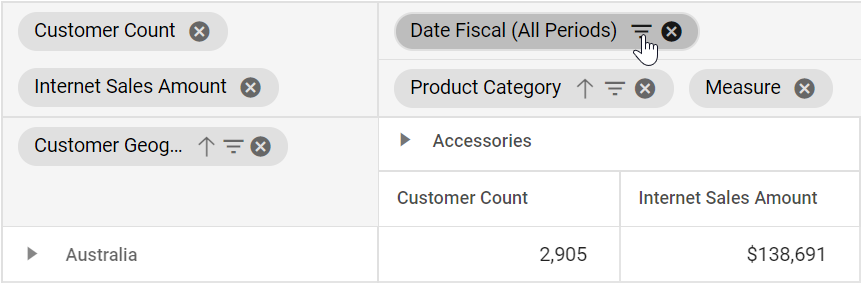 Customer Count
Date Fiscal (All Periods)
Internet Sales Amount
Product Category
Measure
Customer Geog...
Accessories
Customer Count
Internet Sales Amount
Australia
2,905
$138,691